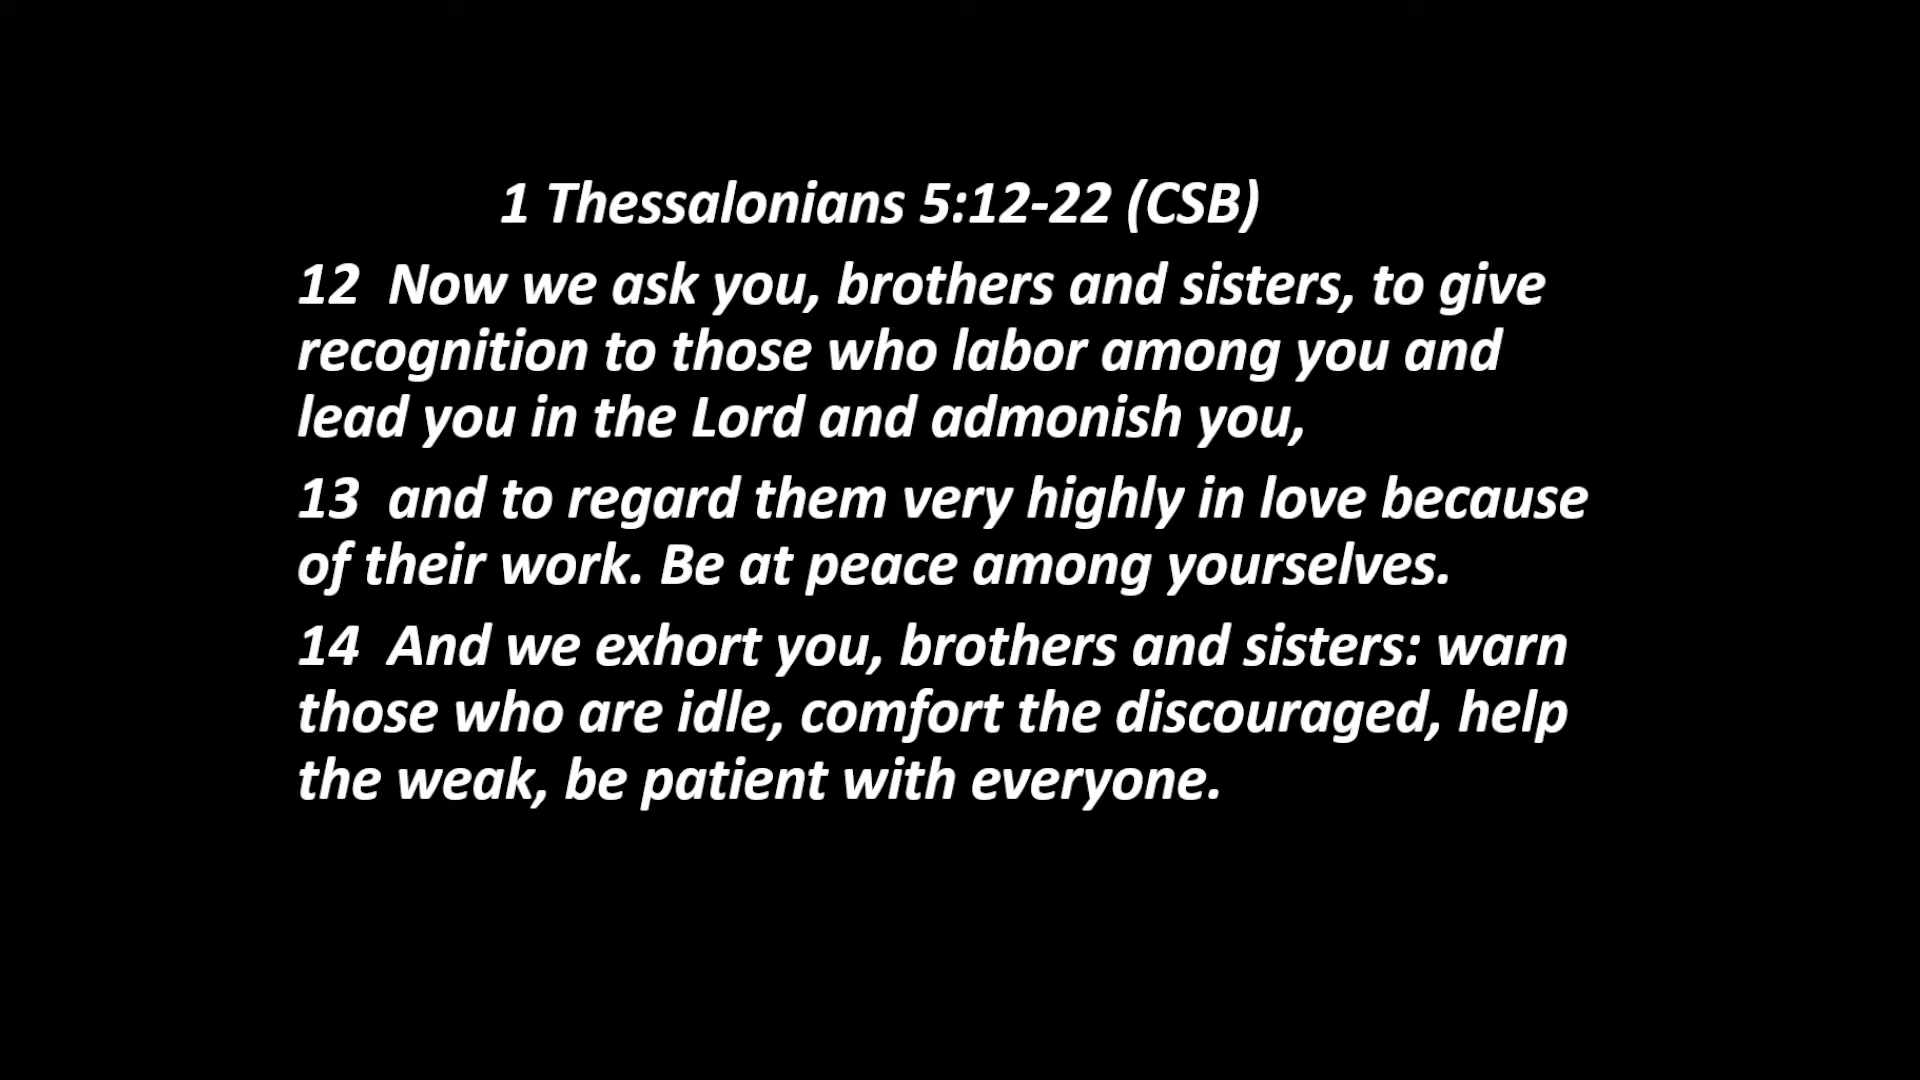 1 Thessalonians 5:12-22 (CSB)
12 Now we ask you, brothers and sisters, to give
recognition to those who labor among you and
lead you in the Lord and admonish you,
13 and to regard them very highly in love because
of their work. Be at peace among yourselves.
14 And we exhort you, brothers and sisters: warn
those who are idle, comfort the discouraged, help
the weak, be patient with everyone.